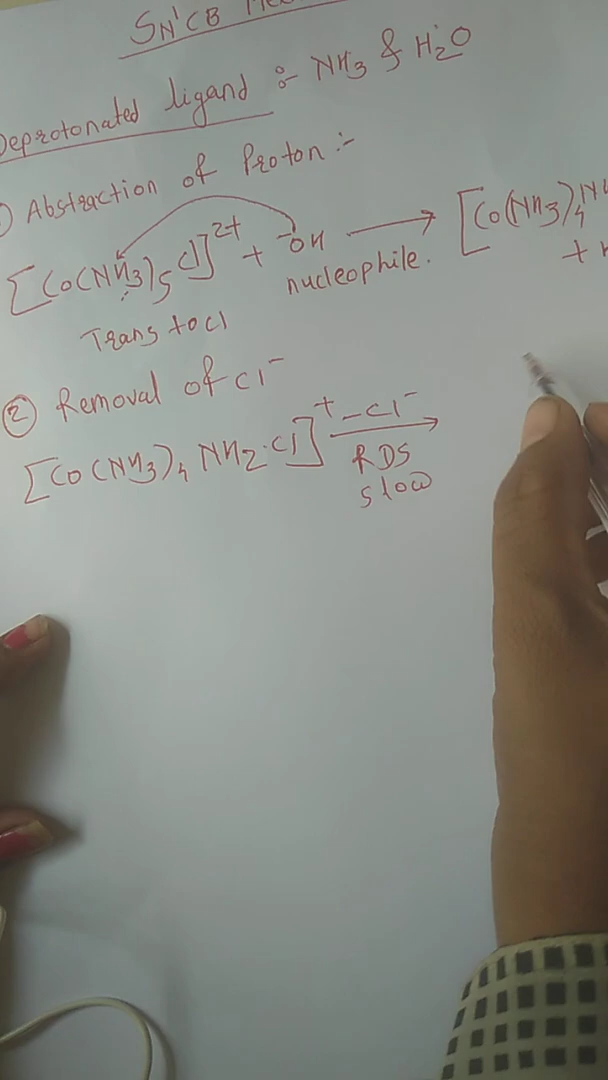 SN'CB
Deprotonated ligand :- NH3 & H2O
Abstraction of Proton :-
[Co(NH3)5Cl]2+ + -OH → [Co(NH3)4
nucleophile.
Trans to Cl
② Removal of Cl-
[Co(NH3)4 NH2·Cl]+ -Cl- →
RDS
slow